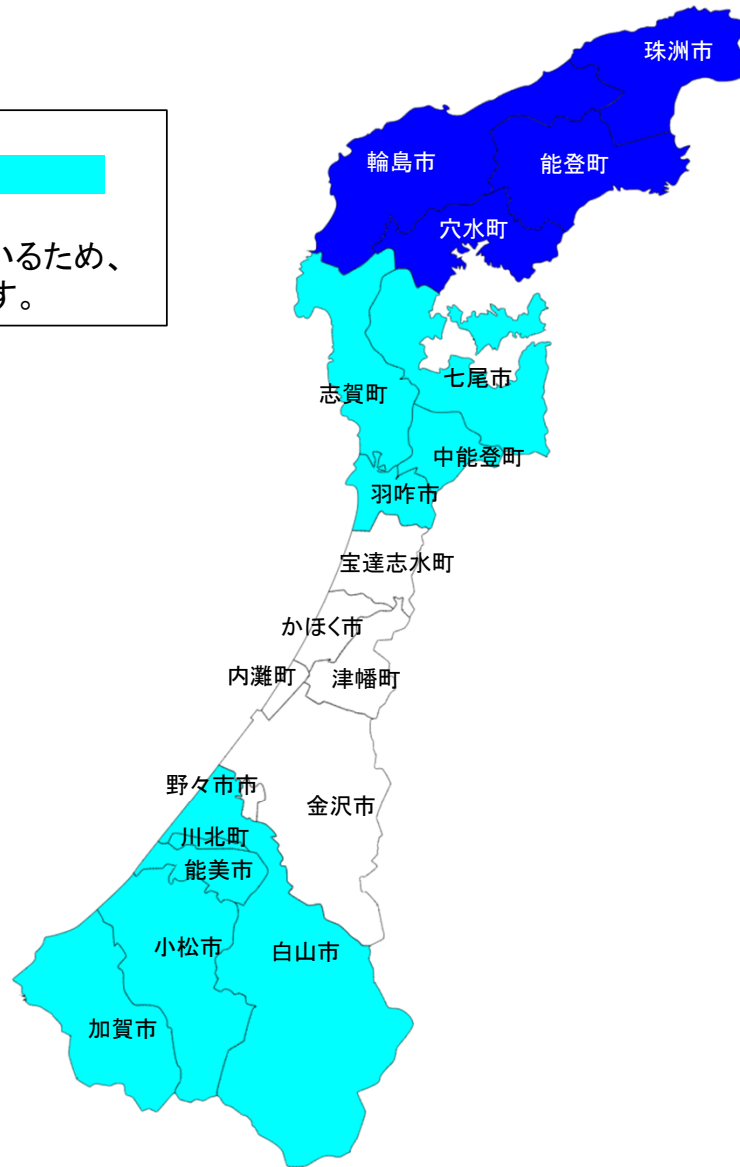 珠洲市
輪島市
能登町
穴水町
いるため、
す。
七尾市
志賀町
中能登町
羽咋市
宝達志水町
かほく市
内灘町
津幡町
野々市市
金沢市
川北町
能美市
小松市
白山市
加賀市